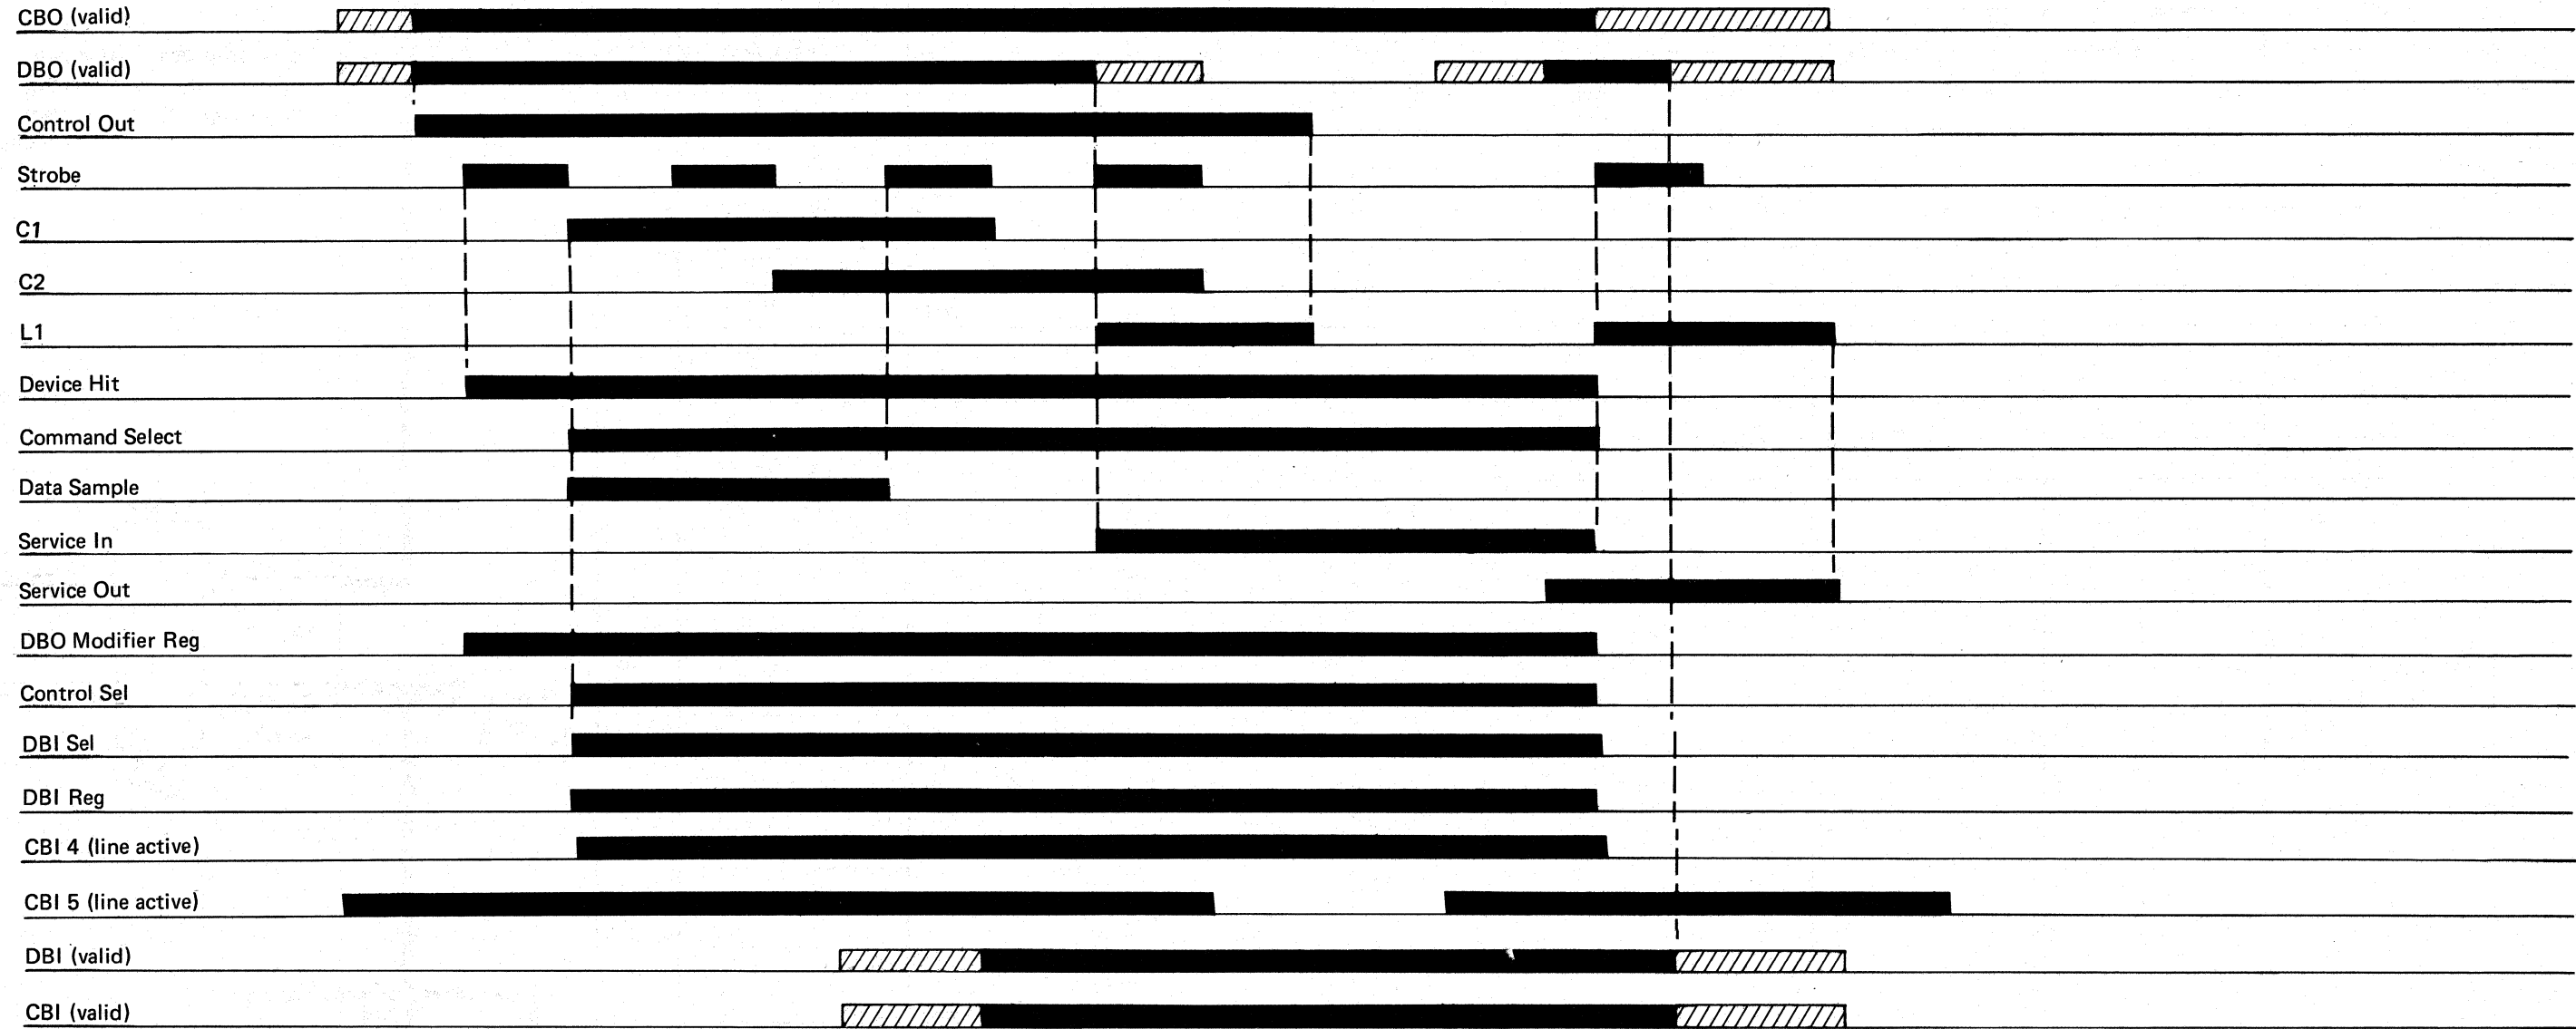 CBO (valid)
DBO (valid)
Control Out
Strobe
C1
C2
L1
Device Hit
Command Select
Data Sample
Service In
Service Out
DBO Modifier Reg
Control Sel
DBI Sel
DBI Reg
CBI 4 (line active)
CBI 5 (line active)
DBI (valid)
CBI (valid)